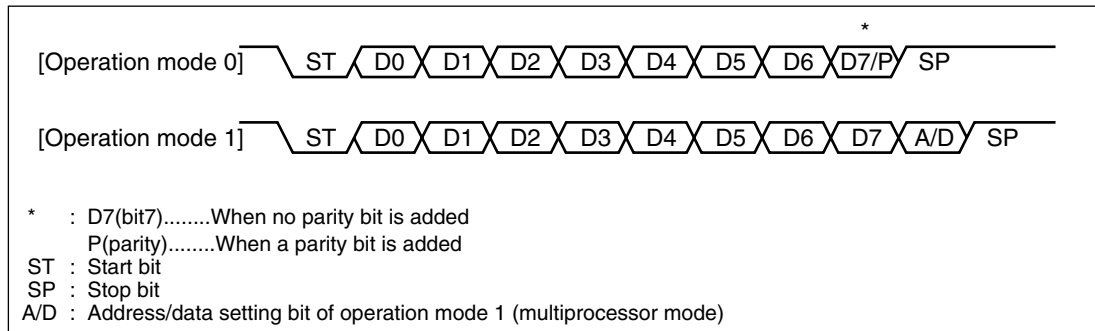 *
[Operation mode 0] ST D0 D1 D2 D3 D4 D5 D6 D7/P SP
[Operation mode 1] ST D0 D1 D2 D3 D4 D5 D6 D7 A/D SP
* : D7(bit7)........When no parity bit is added
P(parity)........When a parity bit is added
ST : Start bit
SP : Stop bit
A/D : Address/data setting bit of operation mode 1 (multiprocessor mode)